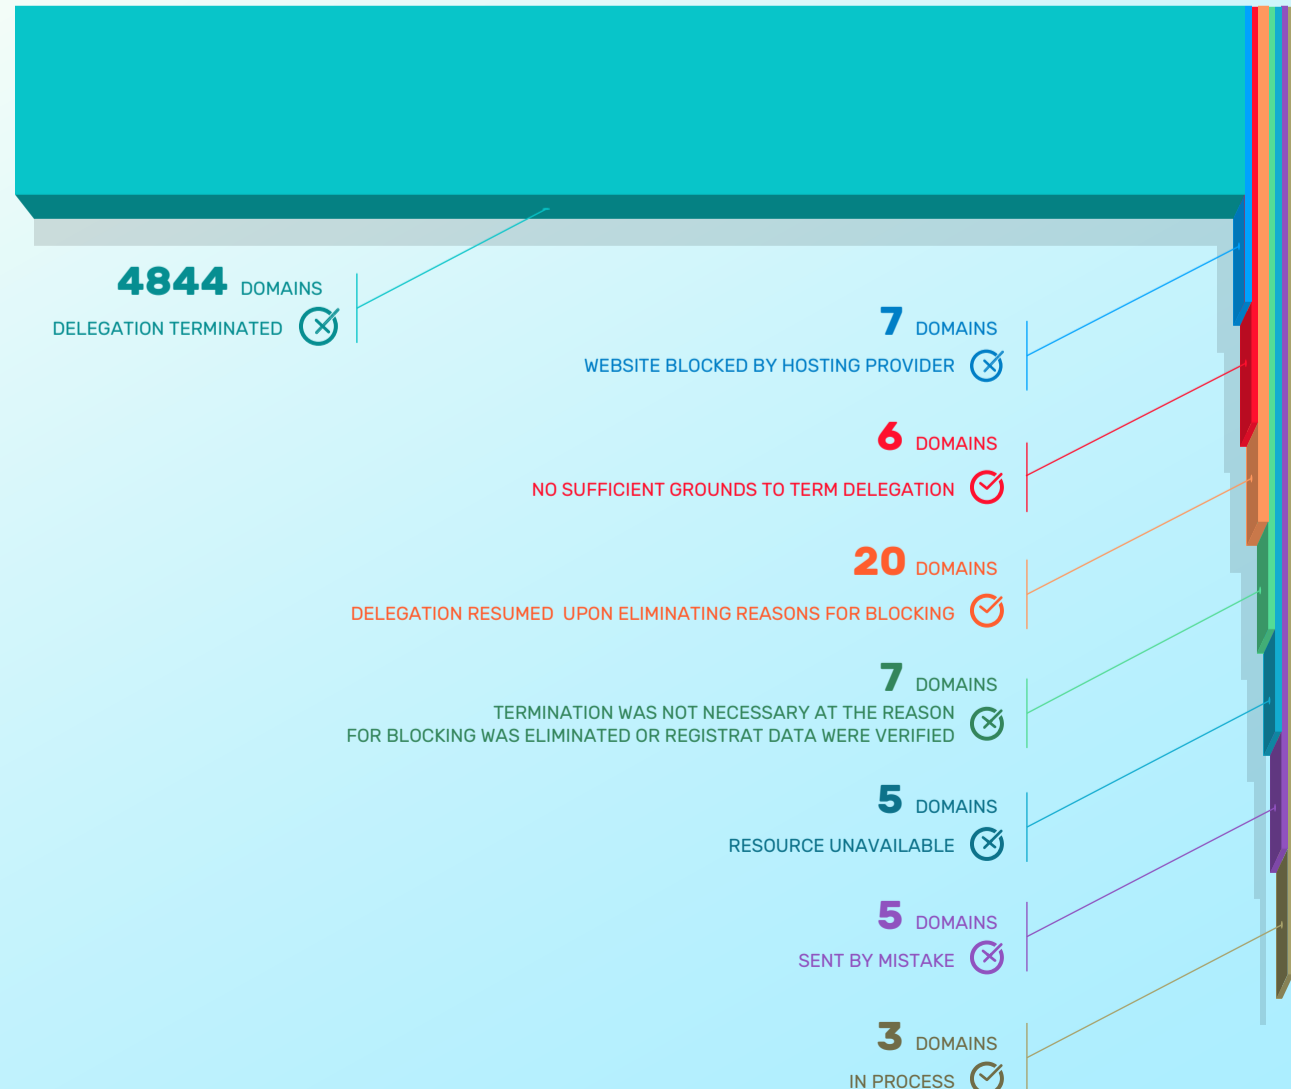 4844 DOMAINS
DELEGATION TERMINATED
7 DOMAINS
WEBSITE BLOCKED BY HOSTING PROVIDER
6 DOMAINS
NO SUFFICIENT GROUNDS TO TERM DELEGATION
20 DOMAINS
DELEGATION RESUMED UPON ELIMINATING REASONS FOR BLOCKING
7 DOMAINS
TERMINATION WAS NOT NECESSARY AT THE REASON
FOR BLOCKING WAS ELIMINATED OR REGISTRAT DATA WERE VERIFIED
5 DOMAINS
RESOURCE UNAVAILABLE
5 DOMAINS
SENT BY MISTAKE
3 DOMAINS
IN PROCESS